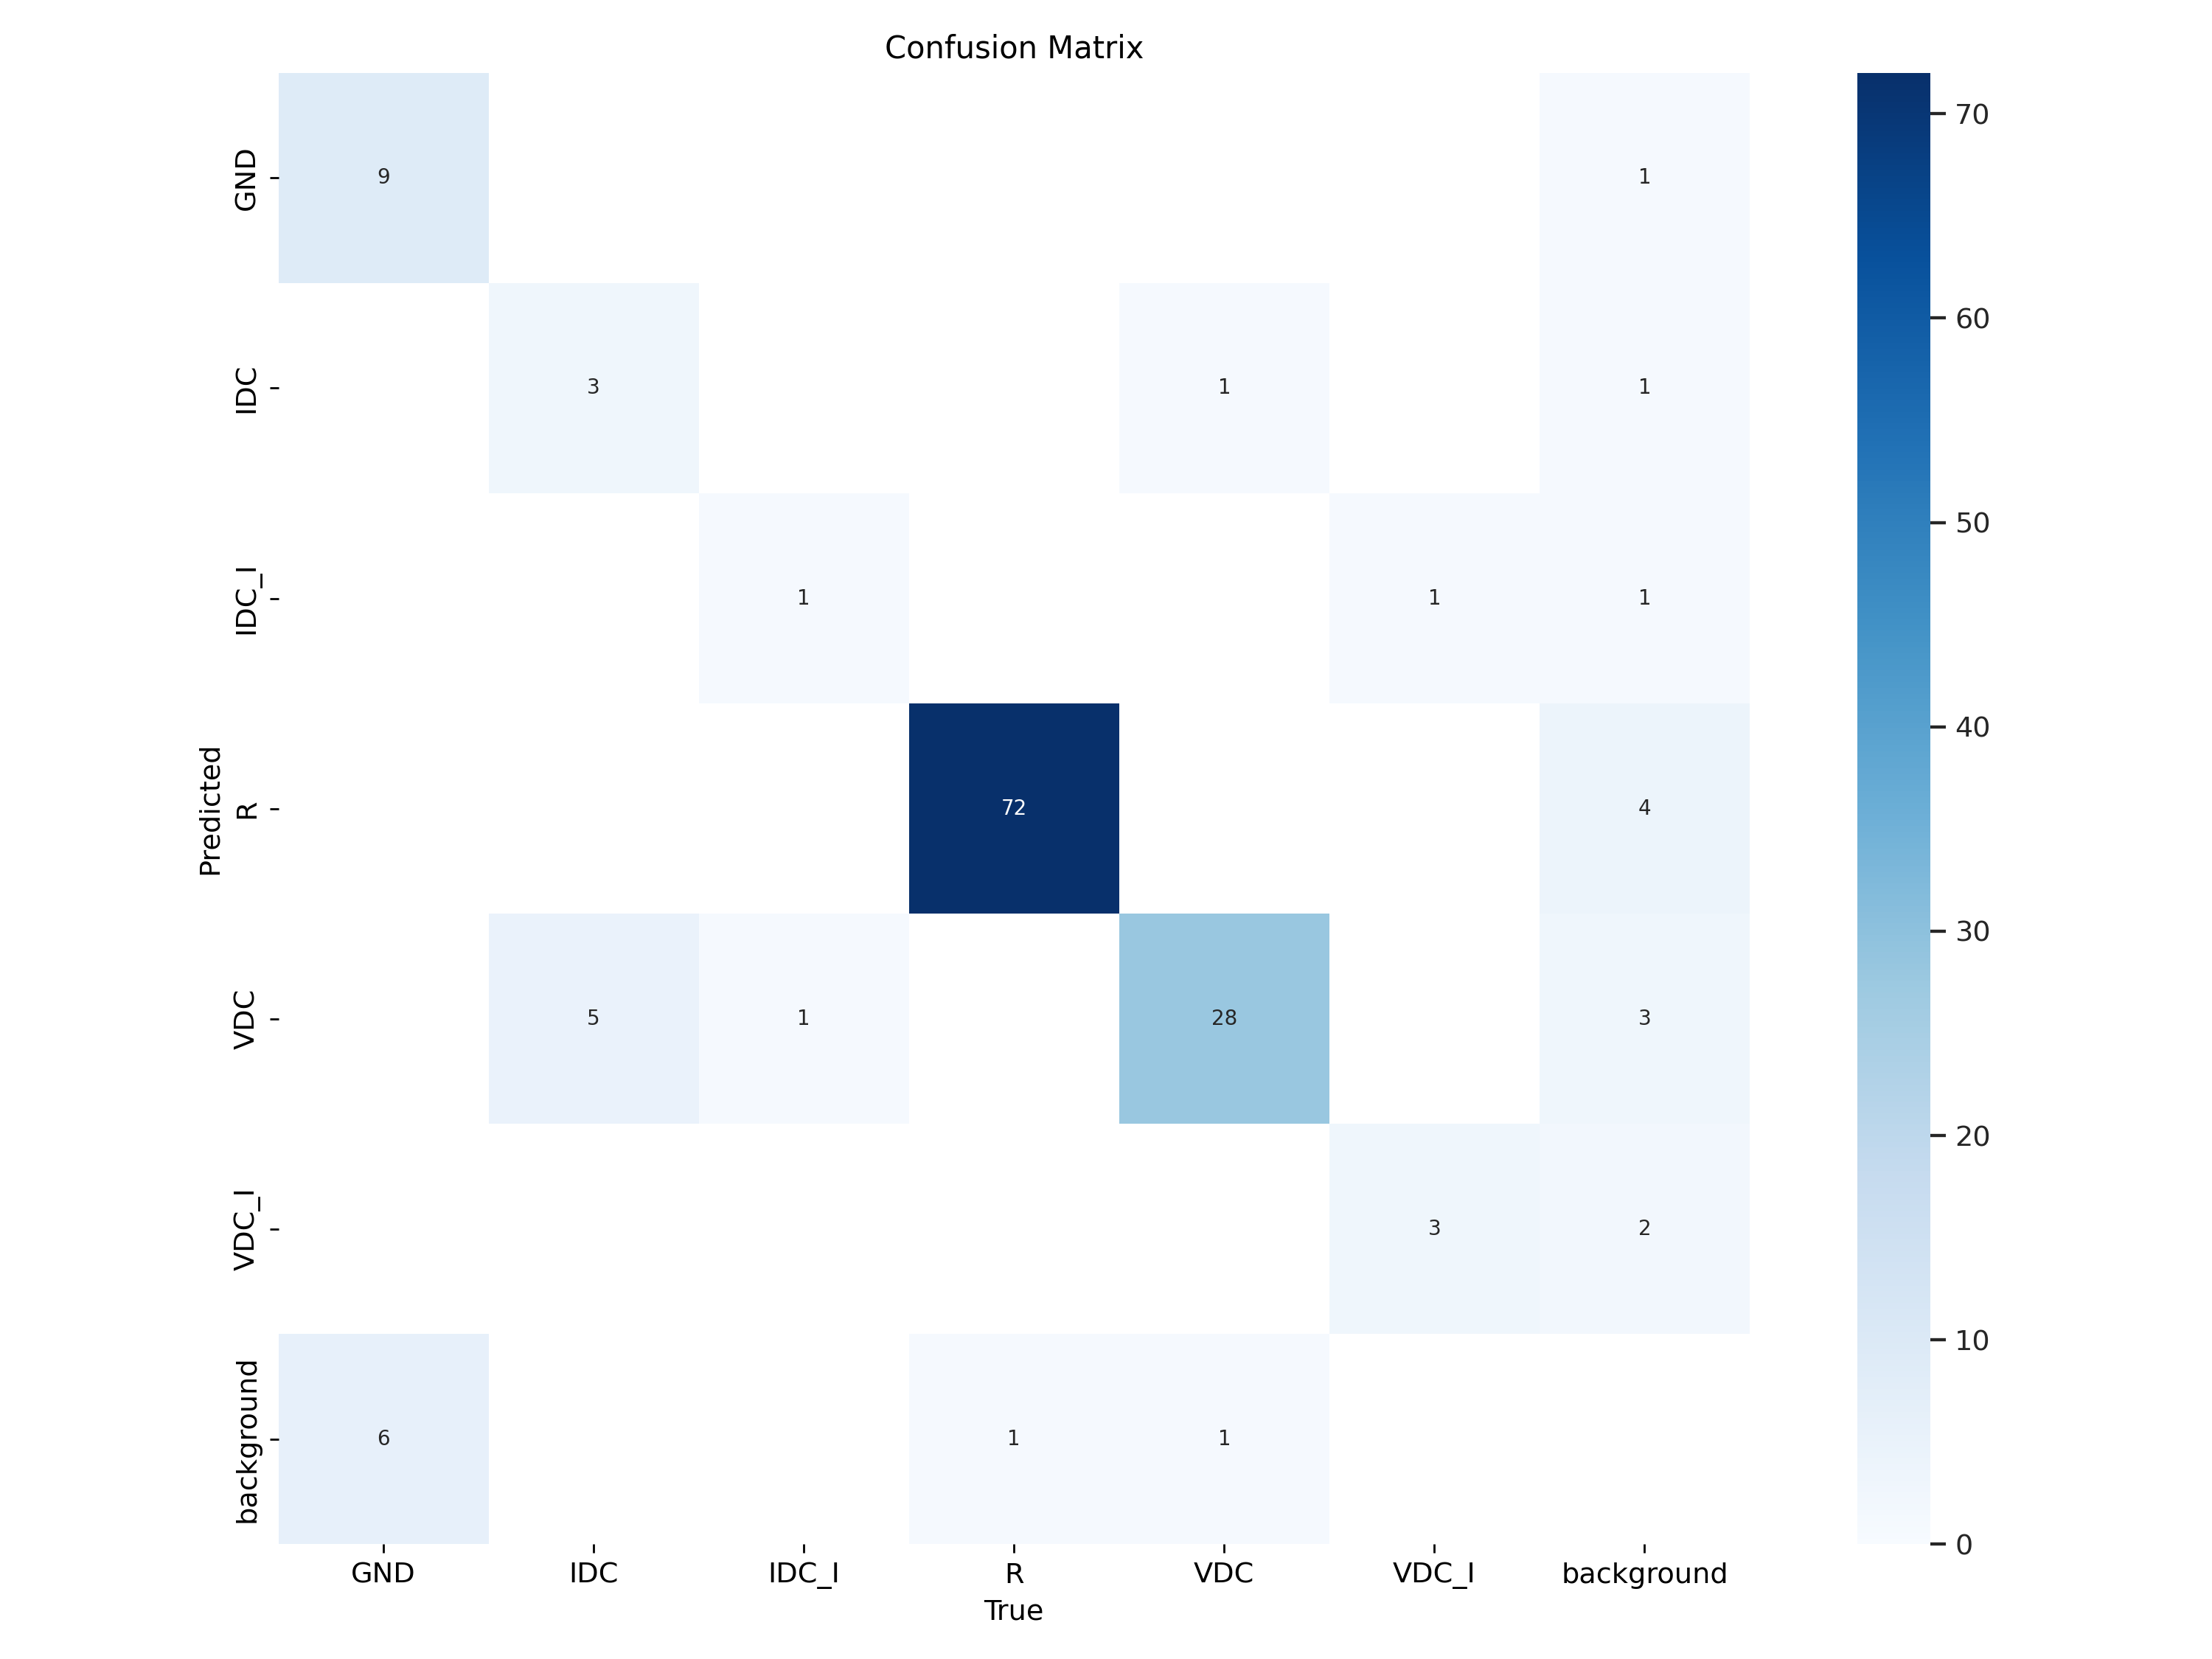 Confusion Matrix
GND 9 1
IDC 3 1 1
IDC_I 1 1 1
R 72 4
VDC 5 1 28 3
VDC_I 3 2
background 6 1 1
GND IDC IDC_I R VDC VDC_I background
True
Predicted
70
60
50
40
30
20
10
0